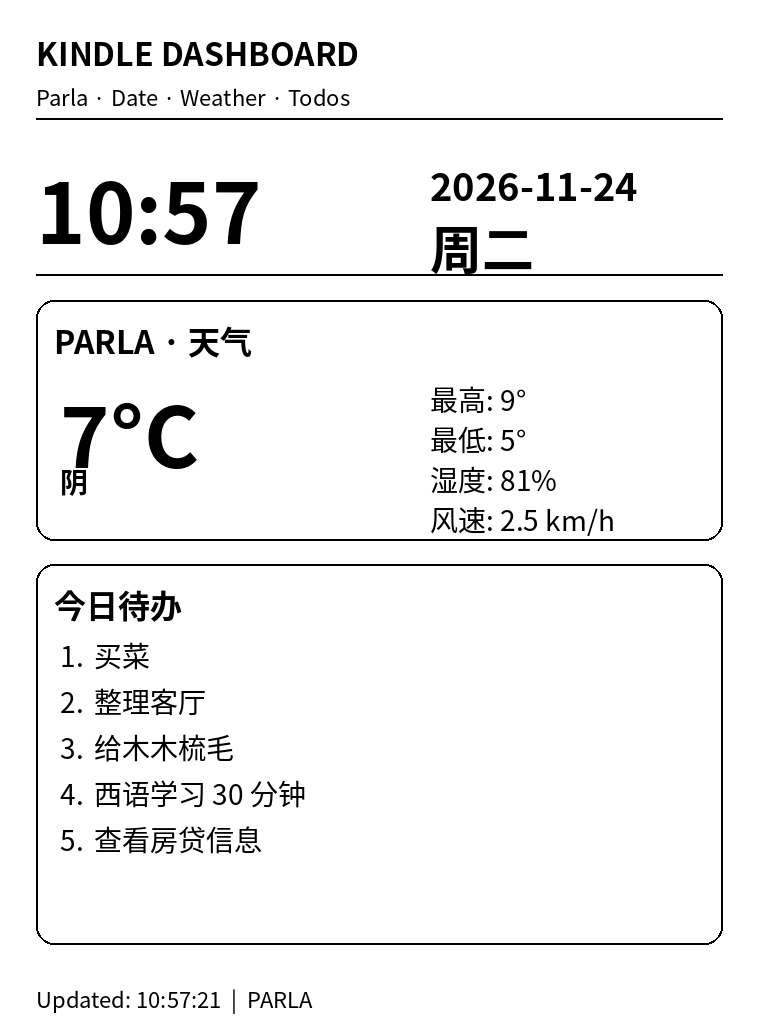 KINDLE DASHBOARD
Parla · Date · Weather · Todos
10:57
2026-11-24
周二
PARLA · 天气
7°C
阴
最高: 9°
最低: 5°
湿度: 81%
风速: 2.5 km/h
今日待办
1. 买菜
2. 整理客厅
3. 给木木梳毛
4. 西语学习 30 分钟
5. 查看房贷信息
Updated: 10:57:21 | PARLA